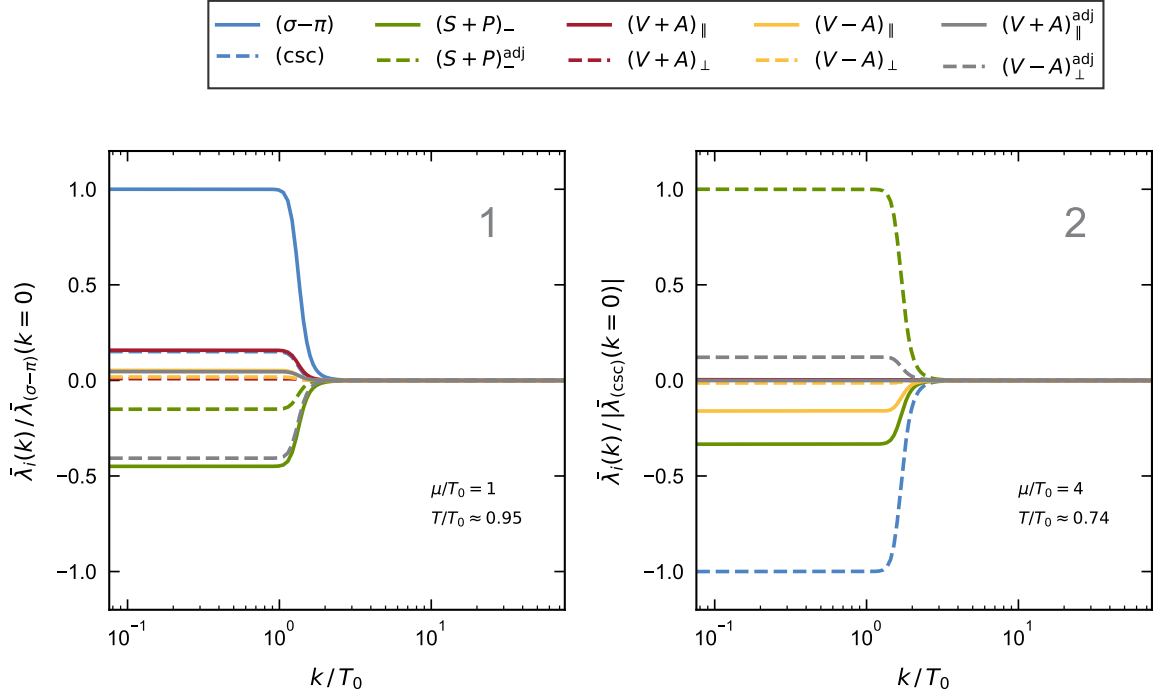 (σ−π) (S + P)₋ (V + A)∥ (V − A)∥ (V + A)∥ᵃᵈʲ
(csc) (S + P)₋ᵃᵈʲ (V + A)⊥ (V − A)⊥ (V − A)⊥ᵃᵈʲ
λ̄ᵢ(k) / λ̄₍σ−π₎(k = 0)
1.0
0.5
0.0
−0.5
−1.0
1
μ/T₀ = 1
T/T₀ ≈ 0.95
10⁻¹ 10⁰ 10¹
k / T₀
λ̄ᵢ(k) / |λ̄₍csc₎(k = 0)|
1.0
0.5
0.0
−0.5
−1.0
2
μ/T₀ = 4
T/T₀ ≈ 0.74
10⁻¹ 10⁰ 10¹
k / T₀